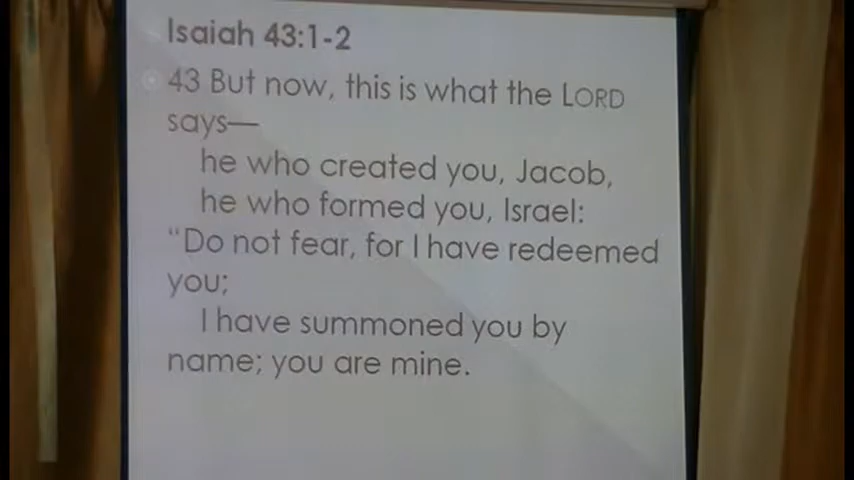 Isaiah 43:1-2
43 But now, this is what the LORD
says—
he who created you, Jacob,
he who formed you, Israel:
“Do not fear, for I have redeemed
you;
I have summoned you by
name; you are mine.